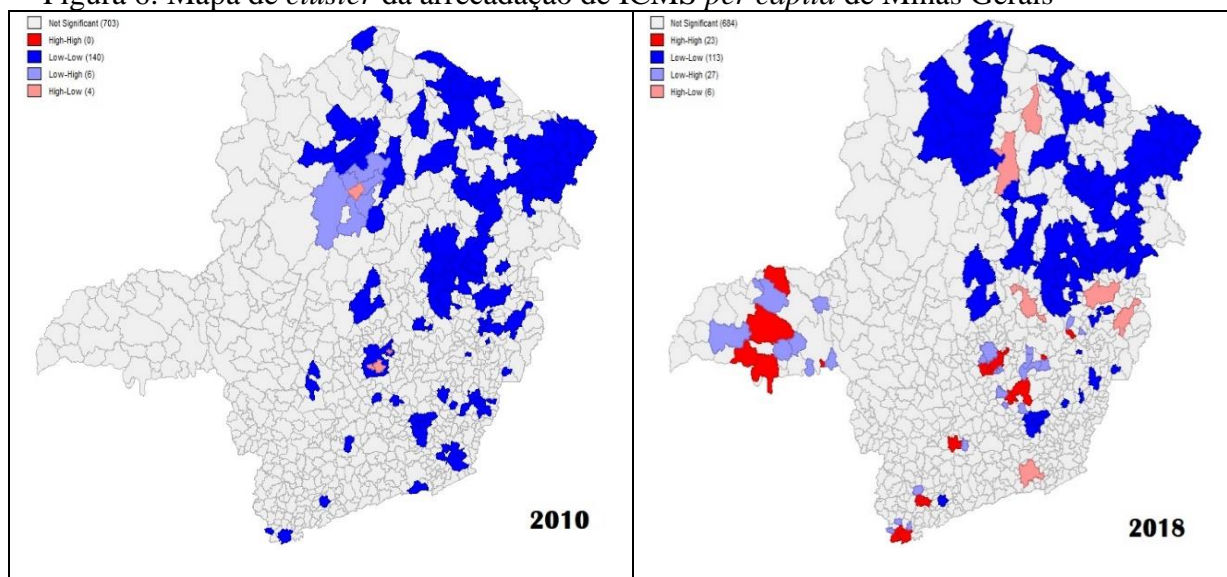 Figura 6: Mapa de cluster da arrecadação de ICMS per capita de Minas Gerais
Not Significant (703)
High-High (0)
Low-Low (140)
Low-High (6)
High-Low (4)
2010
Not Significant (684)
High-High (23)
Low-Low (113)
Low-High (27)
High-Low (6)
2018